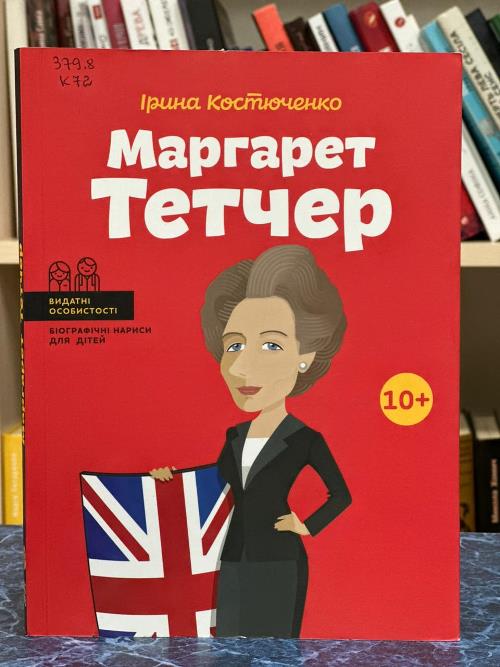 379.8
К72
Ірина Костюченко
Маргарет
Тетчер
ВИДАТНІ
ОСОБИСТОСТІ
БІОГРАФІЧНІ НАРИСИ
ДЛЯ ДІТЕЙ
10+